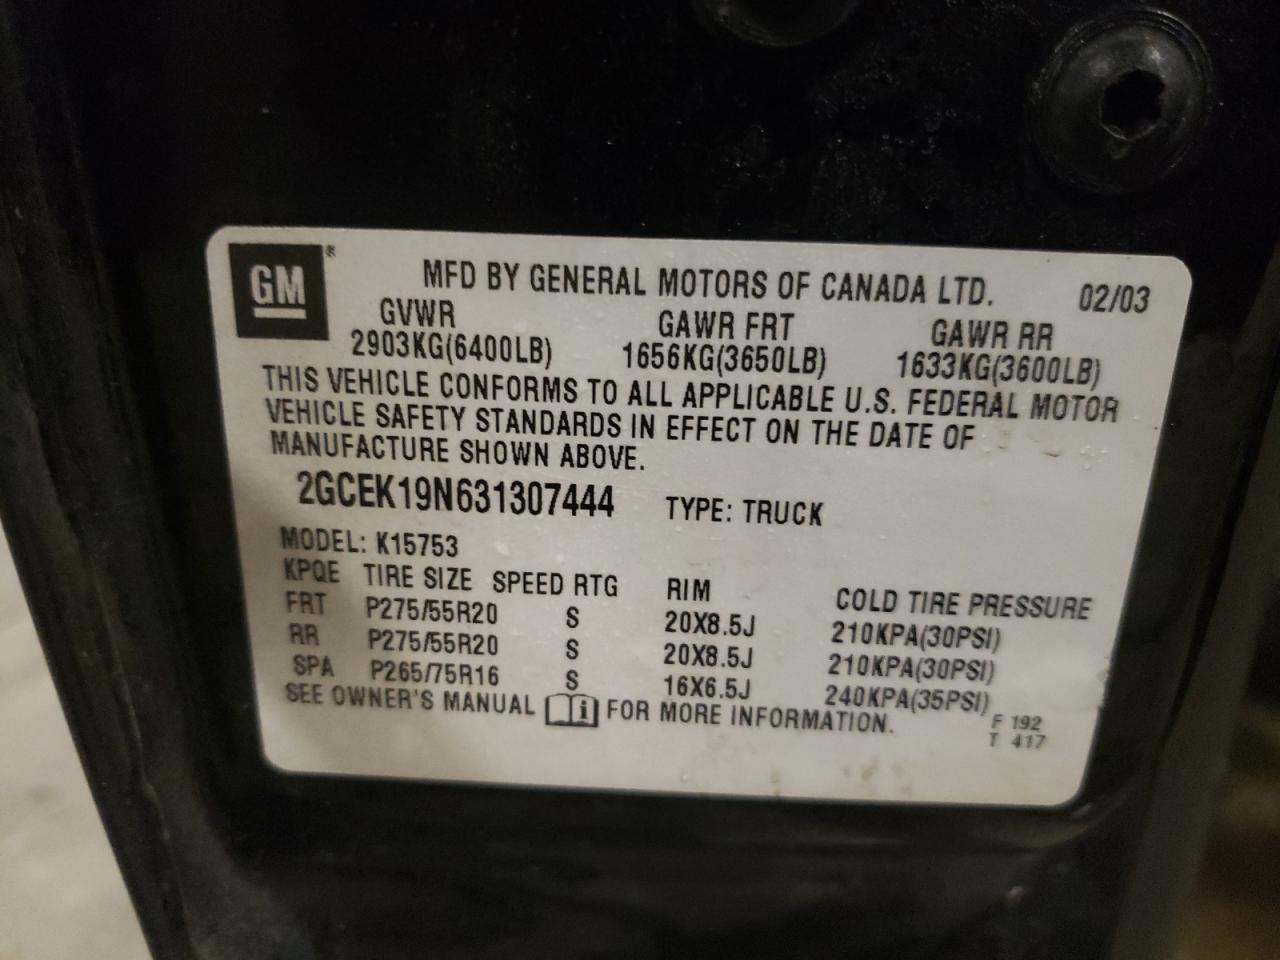 GM®
MFD BY GENERAL MOTORS OF CANADA LTD. 02/03
GVWR GAWR FRT GAWR RR
2903KG(6400LB) 1656KG(3650LB) 1633KG(3600LB)
THIS VEHICLE CONFORMS TO ALL APPLICABLE U.S. FEDERAL MOTOR
VEHICLE SAFETY STANDARDS IN EFFECT ON THE DATE OF
MANUFACTURE SHOWN ABOVE.
2GCEK19N631307444 TYPE: TRUCK
MODEL: K15753
KPQE TIRE SIZE SPEED RTG RIM COLD TIRE PRESSURE
FRT P275/55R20 S 20X8.5J 210KPA(30PSI)
RR P275/55R20 S 20X8.5J 210KPA(30PSI)
SPA P265/75R16 S 16X6.5J 240KPA(35PSI)
SEE OWNER'S MANUAL i FOR MORE INFORMATION.
F 192
T 417